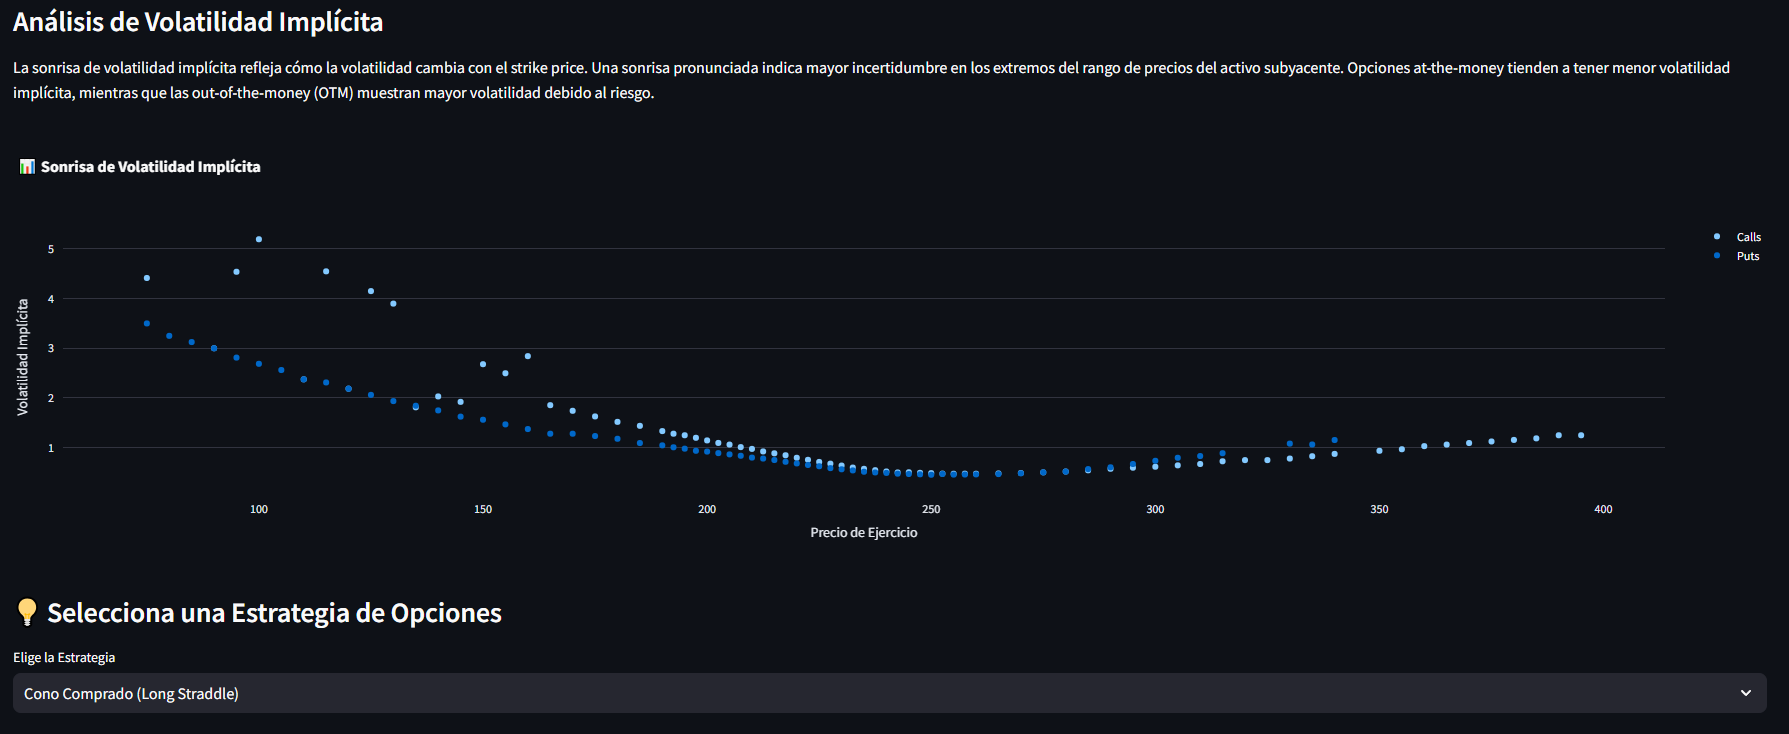 Análisis de Volatilidad Implícita
La sonrisa de volatilidad implícita refleja cómo la volatilidad cambia con el strike price. Una sonrisa pronunciada indica mayor incertidumbre en los extremos del rango de precios del activo subyacente. Opciones at-the-money tienden a tener menor volatilidad
implícita, mientras que las out-of-the-money (OTM) muestran mayor volatilidad debido al riesgo.
📊 Sonrisa de Volatilidad Implícita
Calls
Puts
Volatilidad Implícita
5
4
3
2
1
100 150 200 250 300 350 400
Precio de Ejercicio
💡 Selecciona una Estrategia de Opciones
Elige la Estrategia
Cono Comprado (Long Straddle)